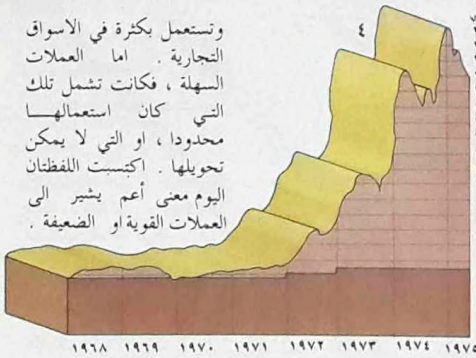 وتستعمل بكثرة في الاسواق
التجارية . اما العملات
السهلة ، فكانت تشمل تلك
التي كان استعمالهـــا
محدودا ، او التي لا يمكن
تحويلها . اكتسبت اللفظتان
اليوم معنى أعم يشير الى
العملات القوية او الضعيفة .
٤
١٩٦٨ ١٩٦٩ ١٩٧٠ ١٩٧١ ١٩٧٢ ١٩٧٣ ١٩٧٤ ١٩٧٥